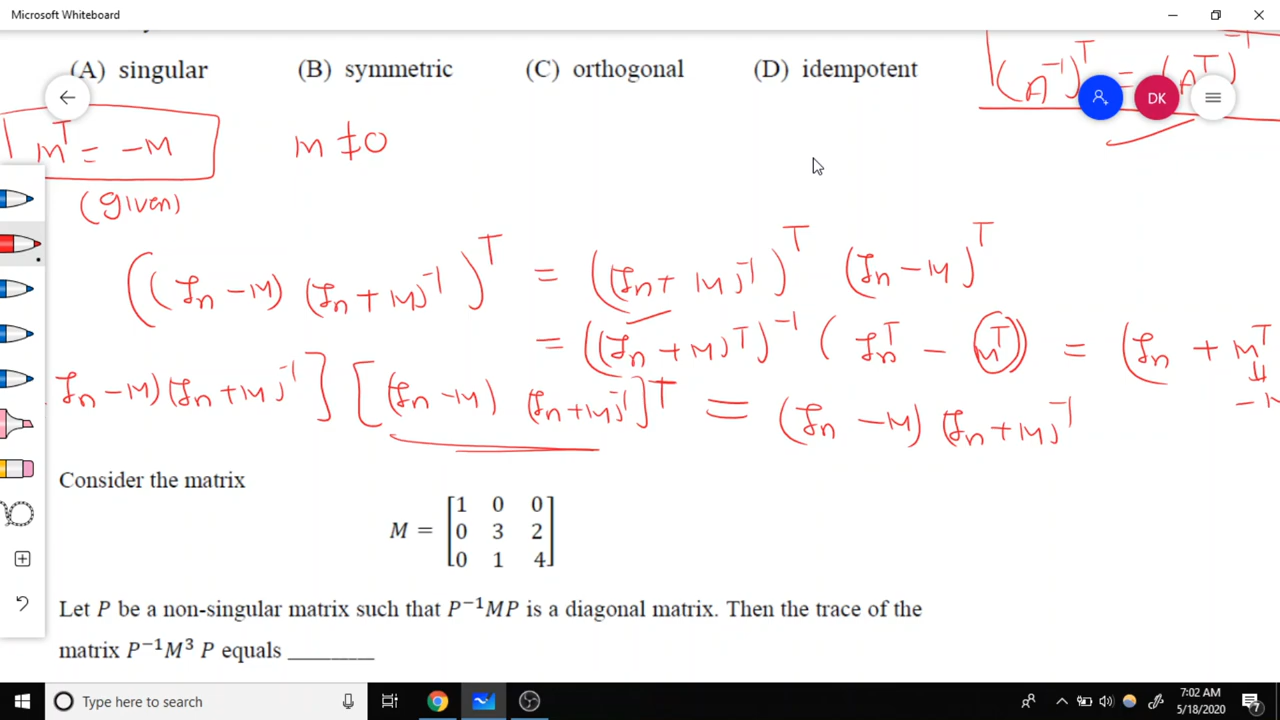 Microsoft Whiteboard
(A) singular (B) symmetric (C) orthogonal (D) idempotent
(A⁻¹)ᵀ = (Aᵀ)⁻¹
DK
Mᵀ = -M M ≠ 0
(given)
((Iₙ - M) (Iₙ + M)⁻¹)ᵀ = ((Iₙ + M)⁻¹)ᵀ (Iₙ - M)ᵀ
= ((Iₙ + M)ᵀ)⁻¹ (Iₙᵀ - Mᵀ) = (Iₙ + Mᵀ
-M
Iₙ - M)(Iₙ + M)⁻¹] [(Iₙ - M) (Iₙ + M)⁻¹]ᵀ = (Iₙ - M) (Iₙ + M)⁻¹
Consider the matrix
M = [1 0 0
0 3 2
0 1 4]
Let P be a non-singular matrix such that P⁻¹MP is a diagonal matrix. Then the trace of the
matrix P⁻¹M³ P equals ________
Type here to search
7:02 AM
5/18/2020
7